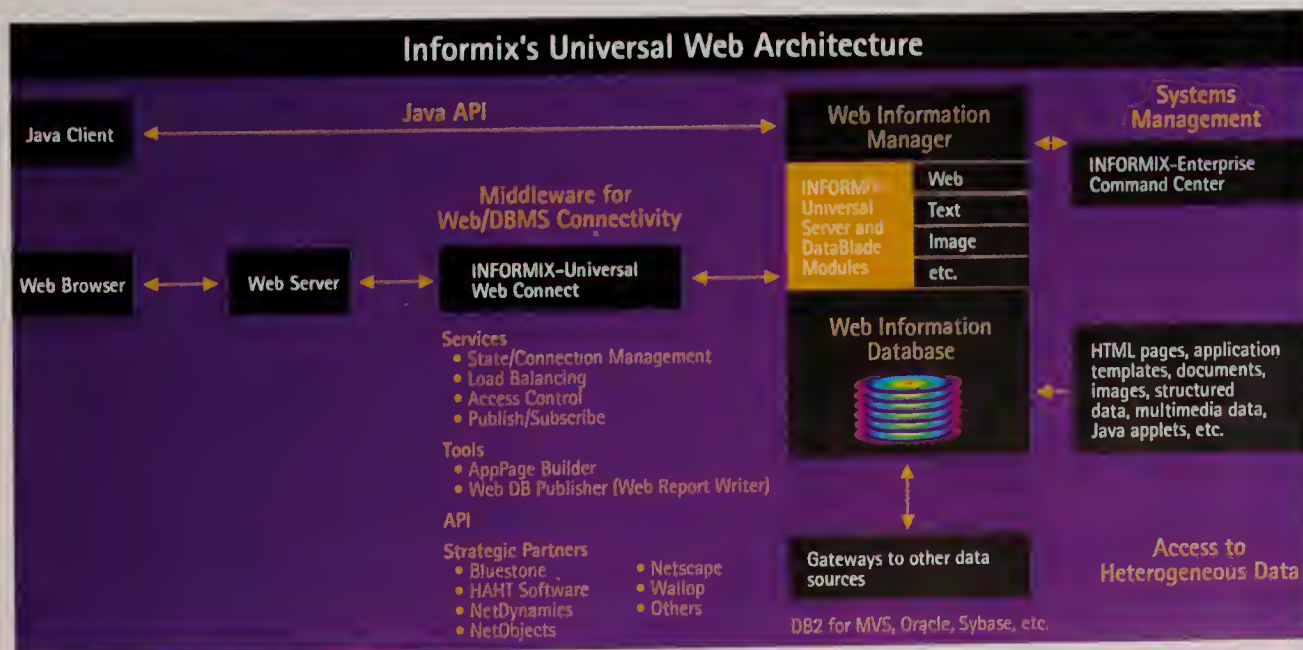 Informix's Universal Web Architecture
Java Client
Java API
Web Information
Manager
Systems
Management
INFORMIX-Enterprise
Command Center
INFORMIX
Universal
Server and
DataBlade
Modules
Web
Text
Image
etc.
Middleware for
Web/DBMS Connectivity
Web Browser
Web Server
INFORMIX-Universal
Web Connect
Services
• State/Connection Management
• Load Balancing
• Access Control
• Publish/Subscribe
Tools
• AppPage Builder
• Web DB Publisher (Web Report Writer)
API
Strategic Partners
• Bluestone
• HAHT Software
• NetDynamics
• NetObjects
• Netscape
• Wallop
• Others
Web Information
Database
HTML pages, application
templates, documents,
images, structured
data, multimedia data,
Java applets, etc.
Gateways to other data
sources
DB2 for MVS, Oracle, Sybase, etc.
Access to
Heterogeneous Data